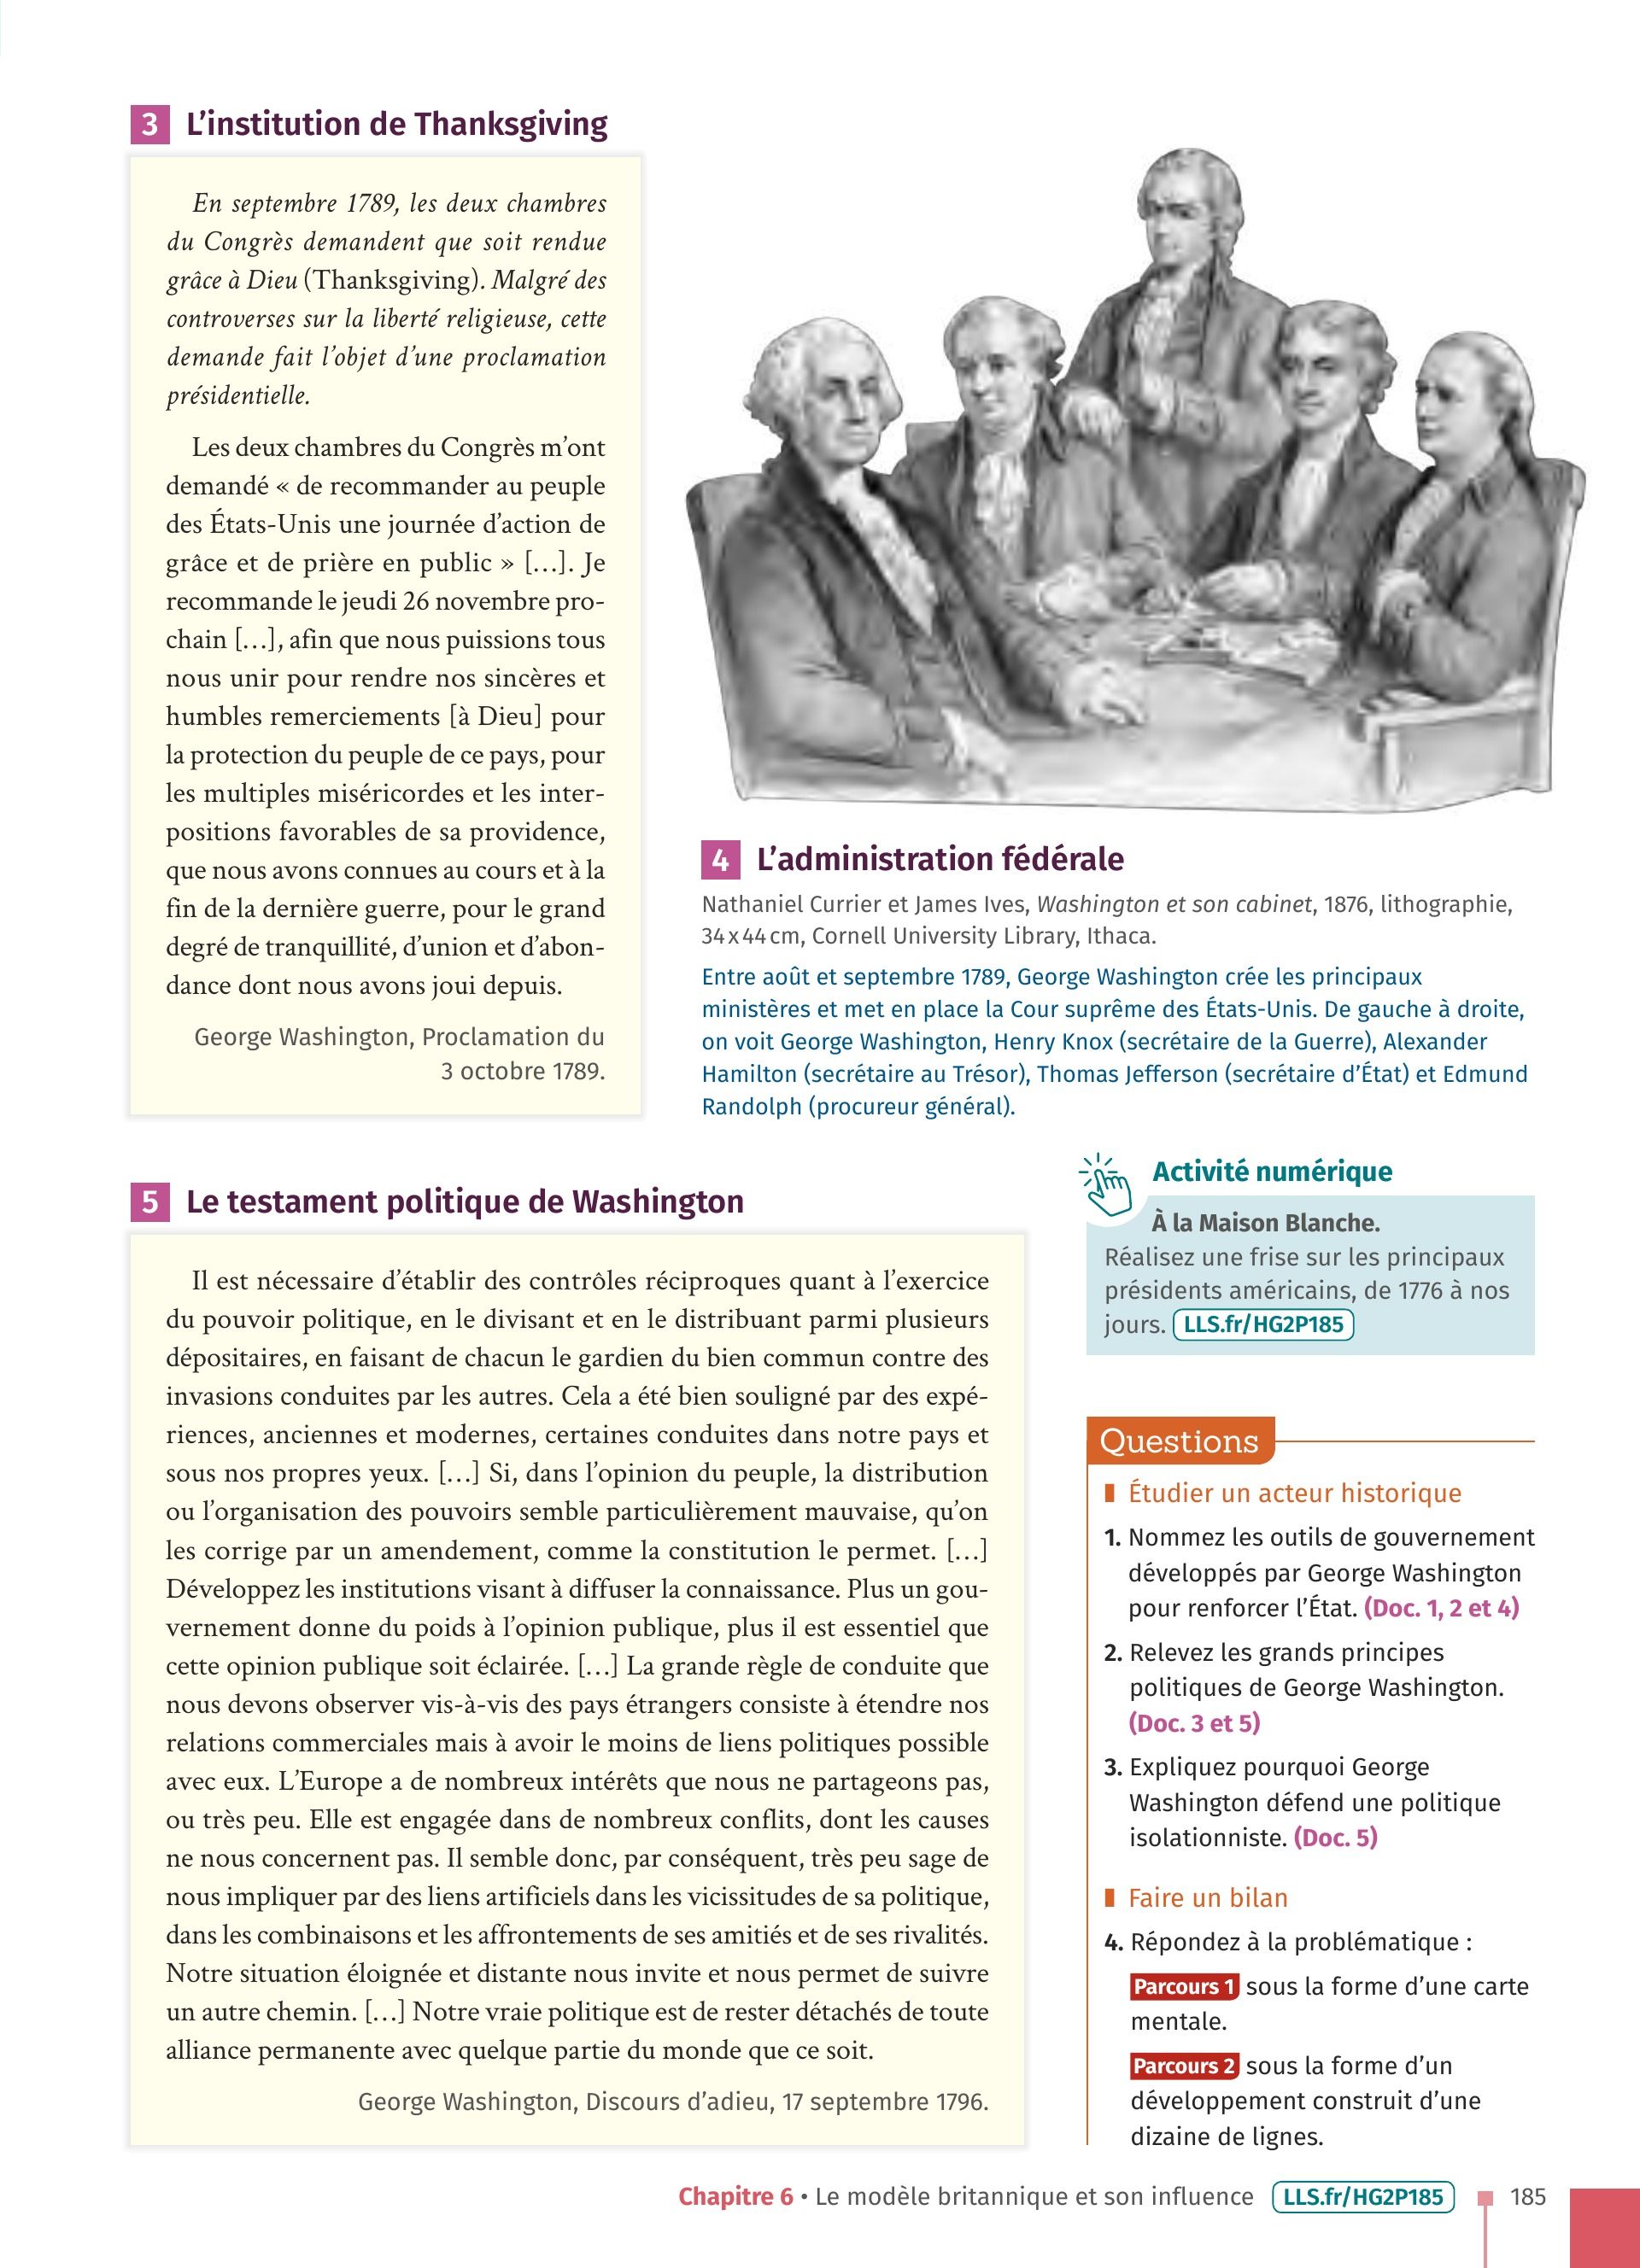 3 L’institution de Thanksgiving
En septembre 1789, les deux chambres
du Congrès demandent que soit rendue
grâce à Dieu (Thanksgiving). Malgré des
controverses sur la liberté religieuse, cette
demande fait l’objet d’une proclamation
présidentielle.
Les deux chambres du Congrès m’ont
demandé « de recommander au peuple
des États-Unis une journée d’action de
grâce et de prière en public » […]. Je
recommande le jeudi 26 novembre pro-
chain […], afin que nous puissions tous
nous unir pour rendre nos sincères et
humbles remerciements [à Dieu] pour
la protection du peuple de ce pays, pour
les multiples miséricordes et les inter-
positions favorables de sa providence,
que nous avons connues au cours et à la
fin de la dernière guerre, pour le grand
degré de tranquillité, d’union et d’abon-
dance dont nous avons joui depuis.
George Washington, Proclamation du
3 octobre 1789.
4 L’administration fédérale
Nathaniel Currier et James Ives, Washington et son cabinet, 1876, lithographie,
34 x 44 cm, Cornell University Library, Ithaca.
Entre août et septembre 1789, George Washington crée les principaux
ministères et met en place la Cour suprême des États-Unis. De gauche à droite,
on voit George Washington, Henry Knox (secrétaire de la Guerre), Alexander
Hamilton (secrétaire au Trésor), Thomas Jefferson (secrétaire d’État) et Edmund
Randolph (procureur général).
5 Le testament politique de Washington
Il est nécessaire d’établir des contrôles réciproques quant à l’exercice
du pouvoir politique, en le divisant et en le distribuant parmi plusieurs
dépositaires, en faisant de chacun le gardien du bien commun contre des
invasions conduites par les autres. Cela a été bien souligné par des expé-
riences, anciennes et modernes, certaines conduites dans notre pays et
sous nos propres yeux. […] Si, dans l’opinion du peuple, la distribution
ou l’organisation des pouvoirs semble particulièrement mauvaise, qu’on
les corrige par un amendement, comme la constitution le permet. […]
Développez les institutions visant à diffuser la connaissance. Plus un gou-
vernement donne du poids à l’opinion publique, plus il est essentiel que
cette opinion publique soit éclairée. […] La grande règle de conduite que
nous devons observer vis-à-vis des pays étrangers consiste à étendre nos
relations commerciales mais à avoir le moins de liens politiques possible
avec eux. L’Europe a de nombreux intérêts que nous ne partageons pas,
ou très peu. Elle est engagée dans de nombreux conflits, dont les causes
ne nous concernent pas. Il semble donc, par conséquent, très peu sage de
nous impliquer par des liens artificiels dans les vicissitudes de sa politique,
dans les combinaisons et les affrontements de ses amitiés et de ses rivalités.
Notre situation éloignée et distante nous invite et nous permet de suivre
un autre chemin. […] Notre vraie politique est de rester détachés de toute
alliance permanente avec quelque partie du monde que ce soit.
George Washington, Discours d’adieu, 17 septembre 1796.
Activité numérique
À la Maison Blanche.
Réalisez une frise sur les principaux
présidents américains, de 1776 à nos
jours. LLS.fr/HG2P185
Questions
Étudier un acteur historique
1. Nommez les outils de gouvernement
développés par George Washington
pour renforcer l’État. (Doc. 1, 2 et 4)
2. Relevez les grands principes
politiques de George Washington.
(Doc. 3 et 5)
3. Expliquez pourquoi George
Washington défend une politique
isolationniste. (Doc. 5)
Faire un bilan
4. Répondez à la problématique :
Parcours 1 sous la forme d’une carte
mentale.
Parcours 2 sous la forme d’un
développement construit d’une
dizaine de lignes.
Chapitre 6 • Le modèle britannique et son influence LLS.fr/HG2P185 185